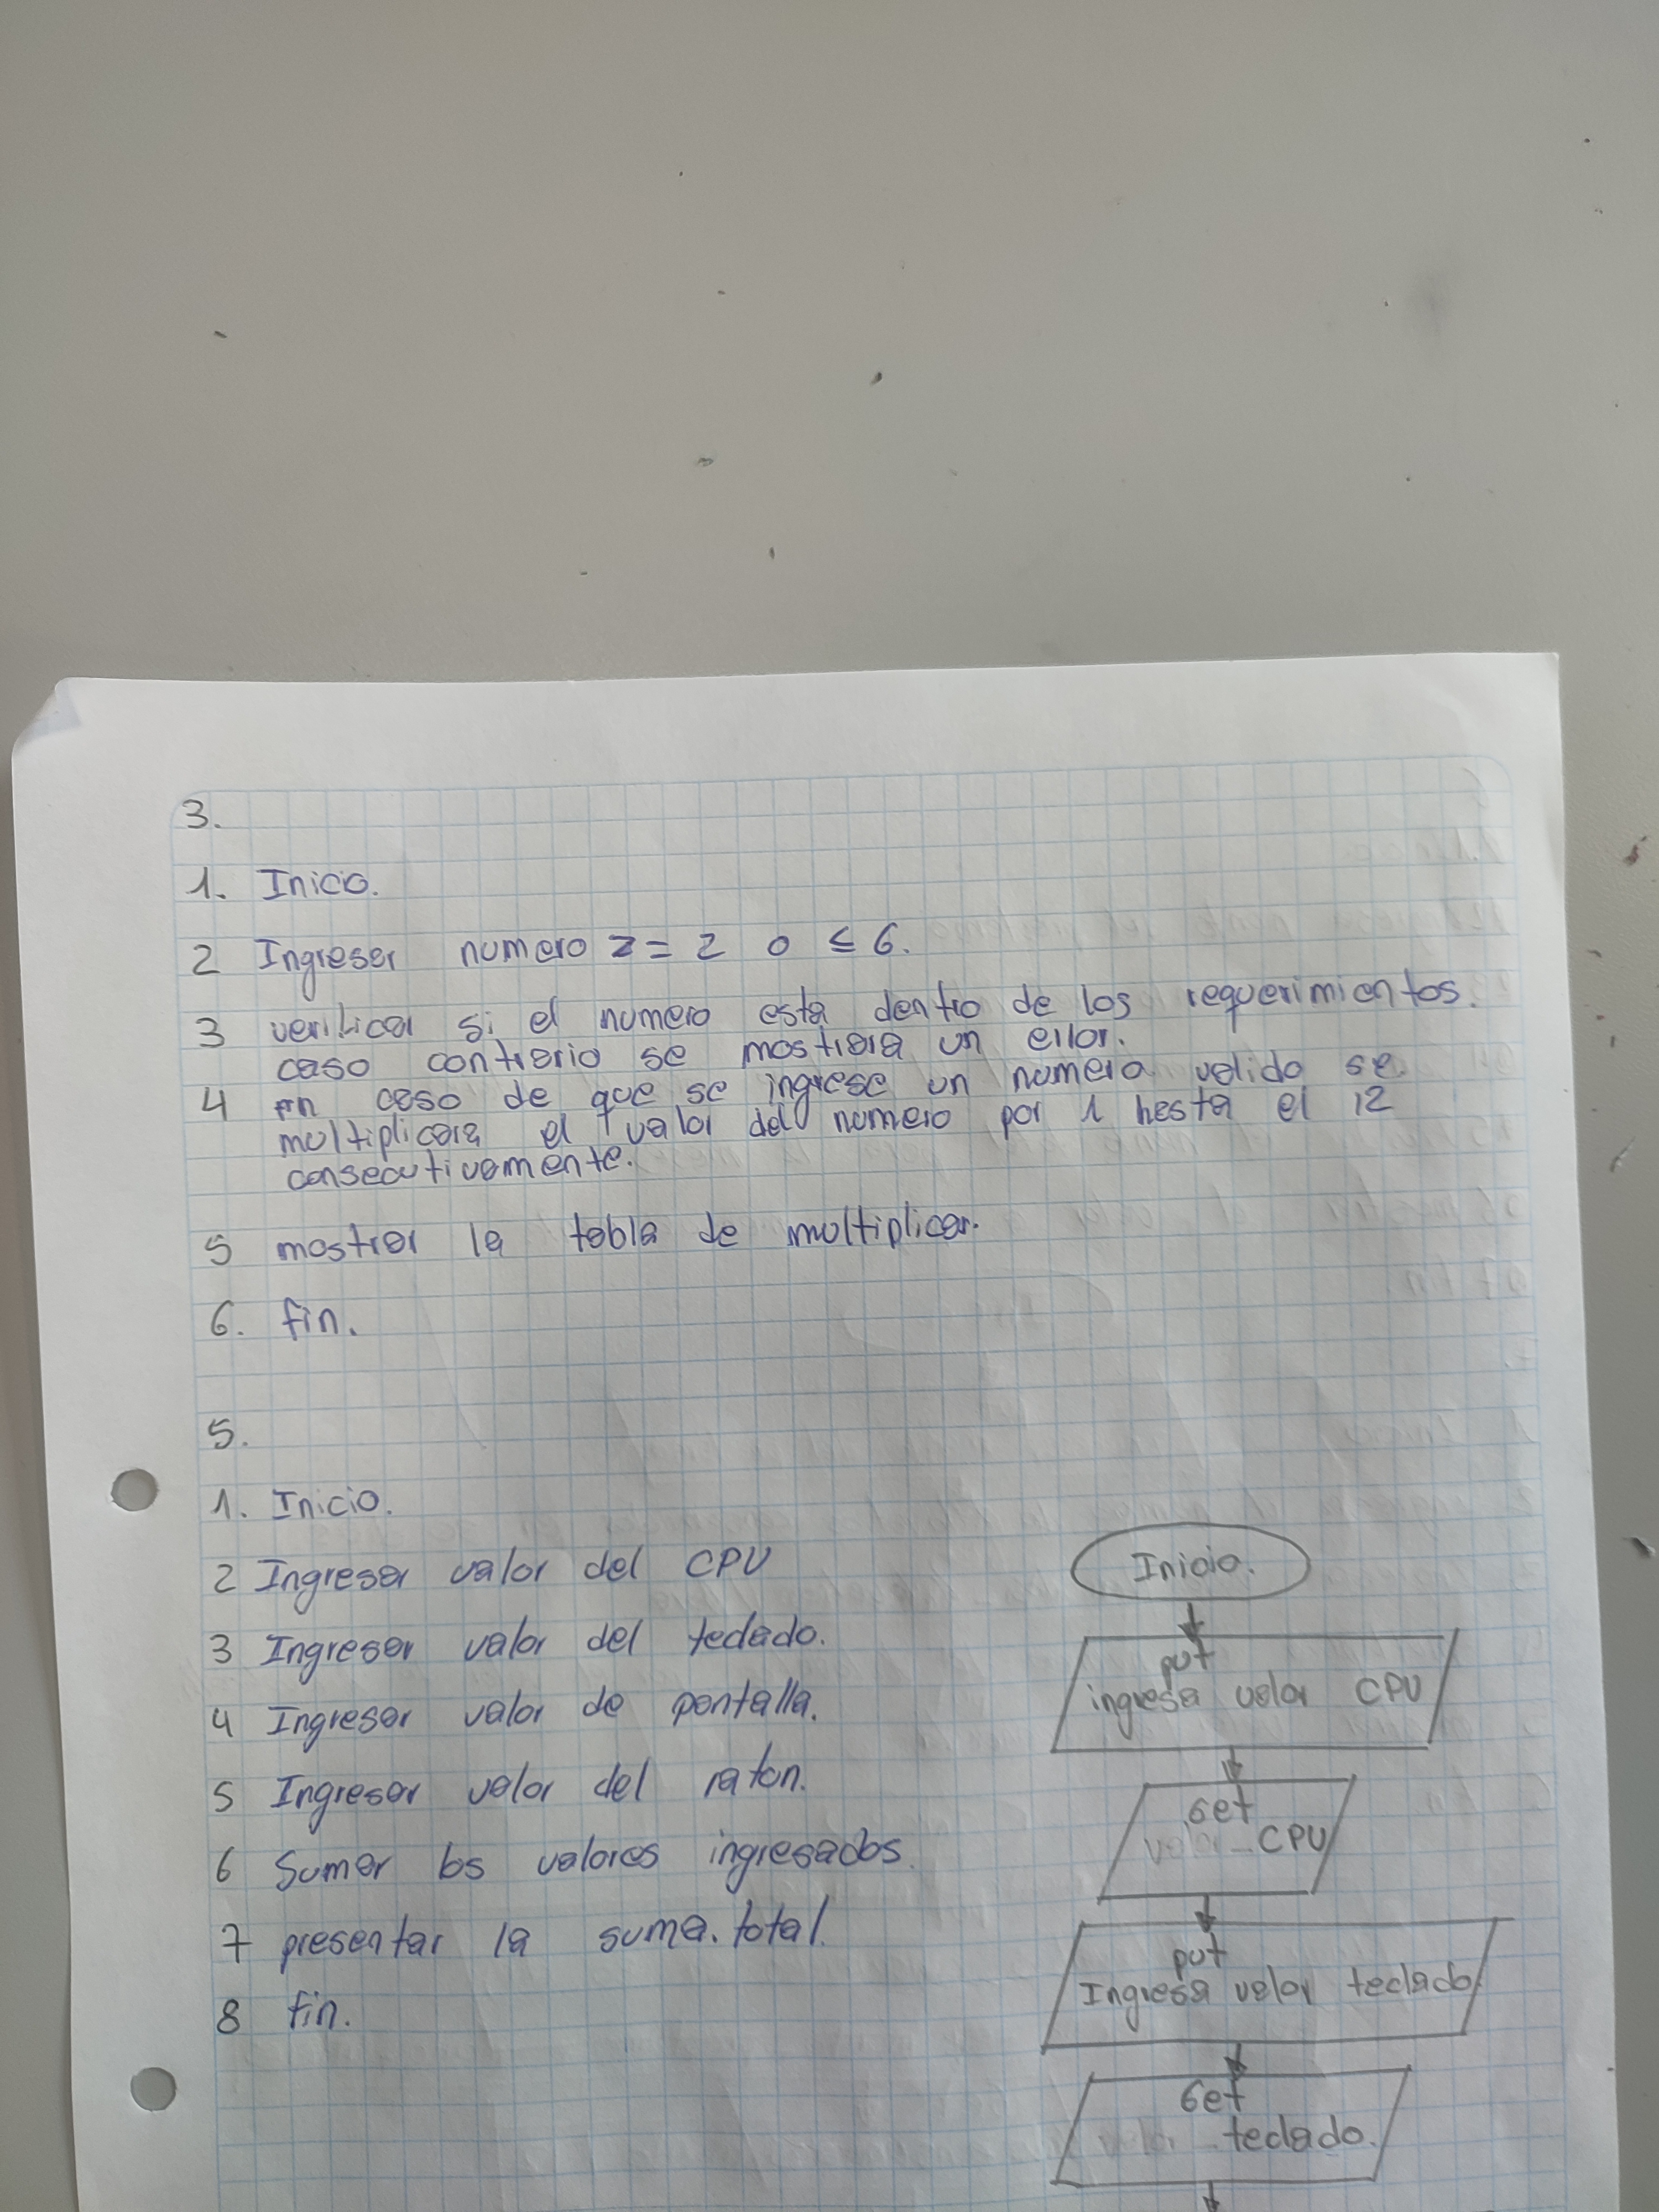 3.
1. Inicio.
2 Ingresar numero z = 2 o ≤ 6.
3 verificar si el numero esta dentro de los requerimientos.
caso contrario se mostrara un error.
4 en caso de que se ingrese un numero valido se
multiplicara el valor del numero por 1 hasta el 12
consecutivamente.
5 mostrar la tabla de multiplicar.
6. fin.
5.
1. Inicio.
2 Ingresar valor del CPU
3 Ingresar valor del teclado.
4 Ingresar valor de pantalla.
5 Ingresar valor del raton.
6 Sumar los valores ingresados.
7 presentar la suma. total.
8 fin.
Inicio.
put
ingresa valor CPU
Get
CPU
put
Ingresa valor teclado
Get
teclado.